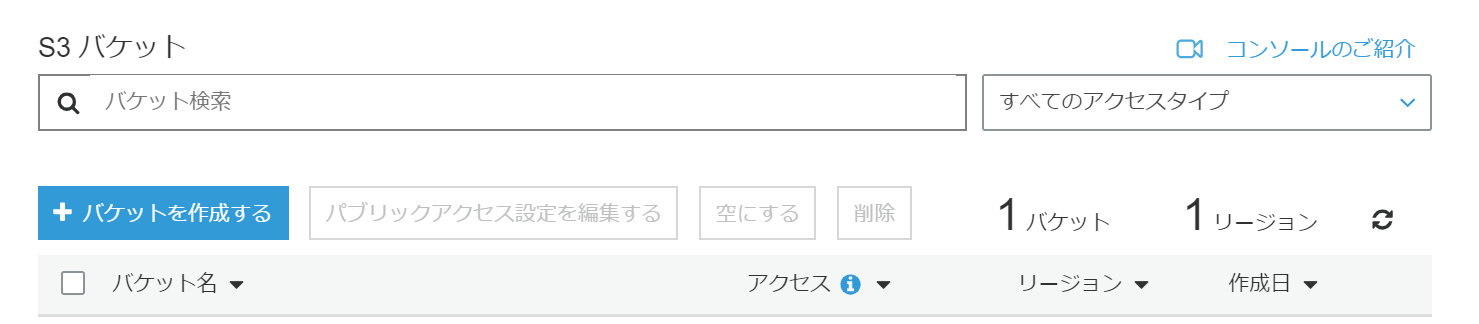 S3 バケット
コンソールのご紹介
バケット検索
すべてのアクセスタイプ
バケットを作成する
パブリックアクセス設定を編集する
空にする
削除
1 バケット
1 リージョン
バケット名
アクセス
リージョン
作成日